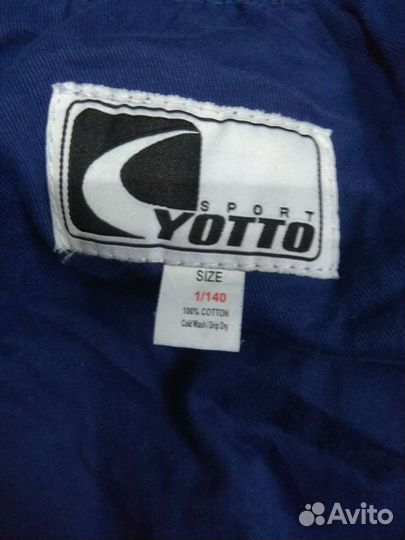 SPORT
YOTTO
SIZE
1/140
100% COTTON
Cold Wash / Drip Dry
Avito